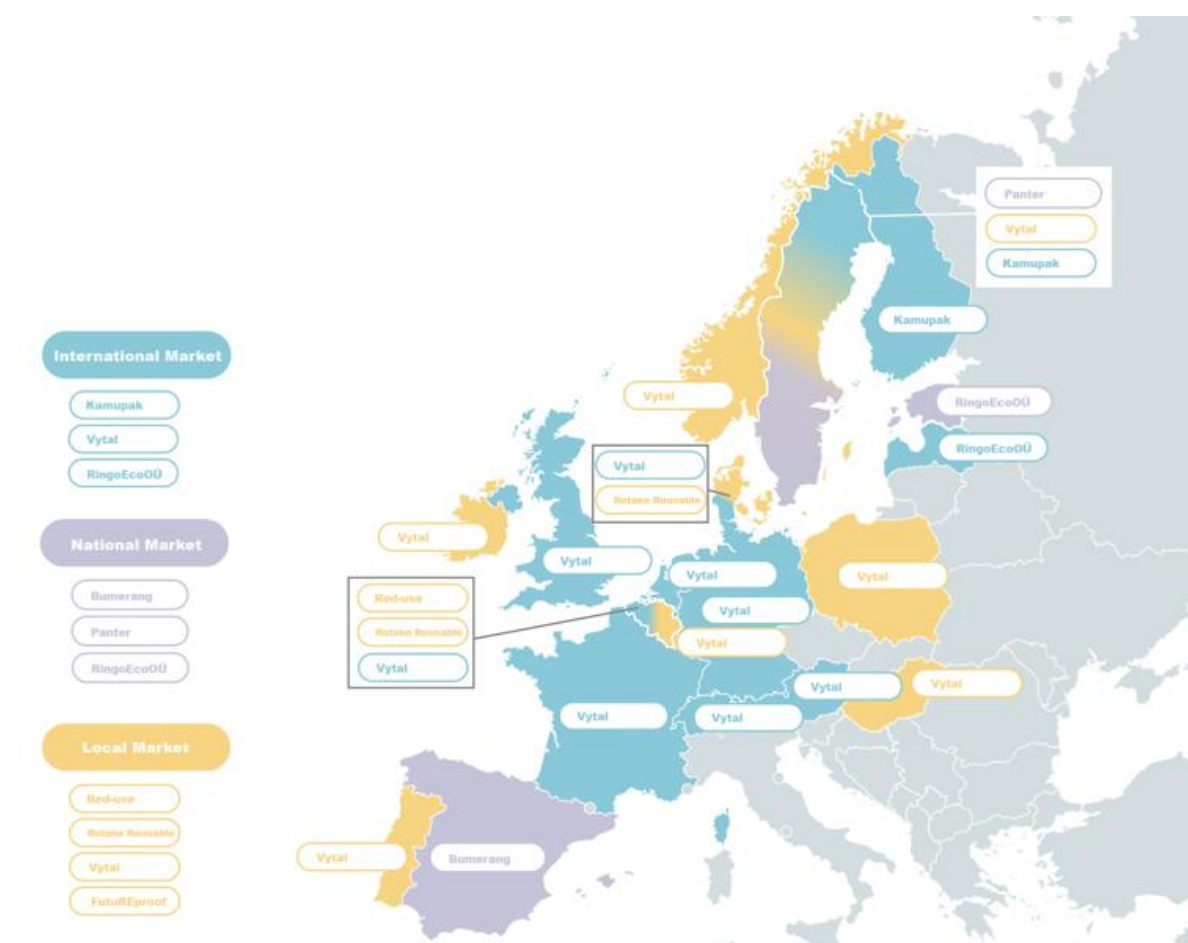 International Market
Kamupak
Vytal
RingoEcoOÜ
National Market
Bumerang
Panter
RingoEcoOÜ
Local Market
Red-use
Rotake Reusable
Vytal
FutuREproof
Panter
Vytal
Kamupak
Kamupak
RingoEcoOÜ
RingoEcoOÜ
Vytal
Vytal
Rotake Reusable
Vytal
Vytal
Vytal
Vytal
Vytal
Vytal
Red-use
Rotake Reusable
Vytal
Vytal
Vytal
Vytal
Vytal
Vytal
Bumerang